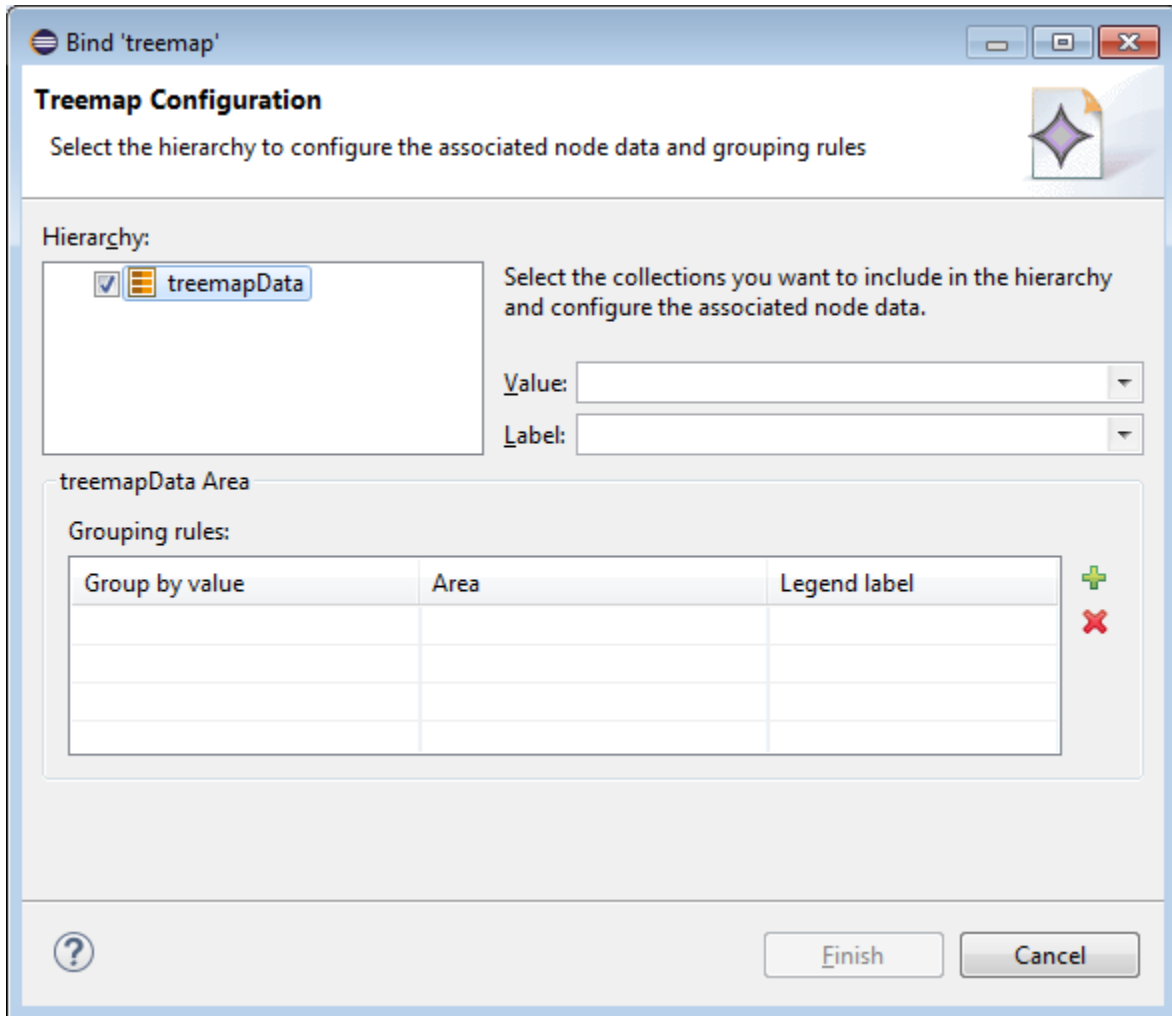 Bind 'treemap'
Treemap Configuration
Select the hierarchy to configure the associated node data and grouping rules
Hierarchy:
treemapData
Select the collections you want to include in the hierarchy
and configure the associated node data.
Value:
Label:
treemapData Area
Grouping rules:
Group by value Area Legend label
? Finish Cancel